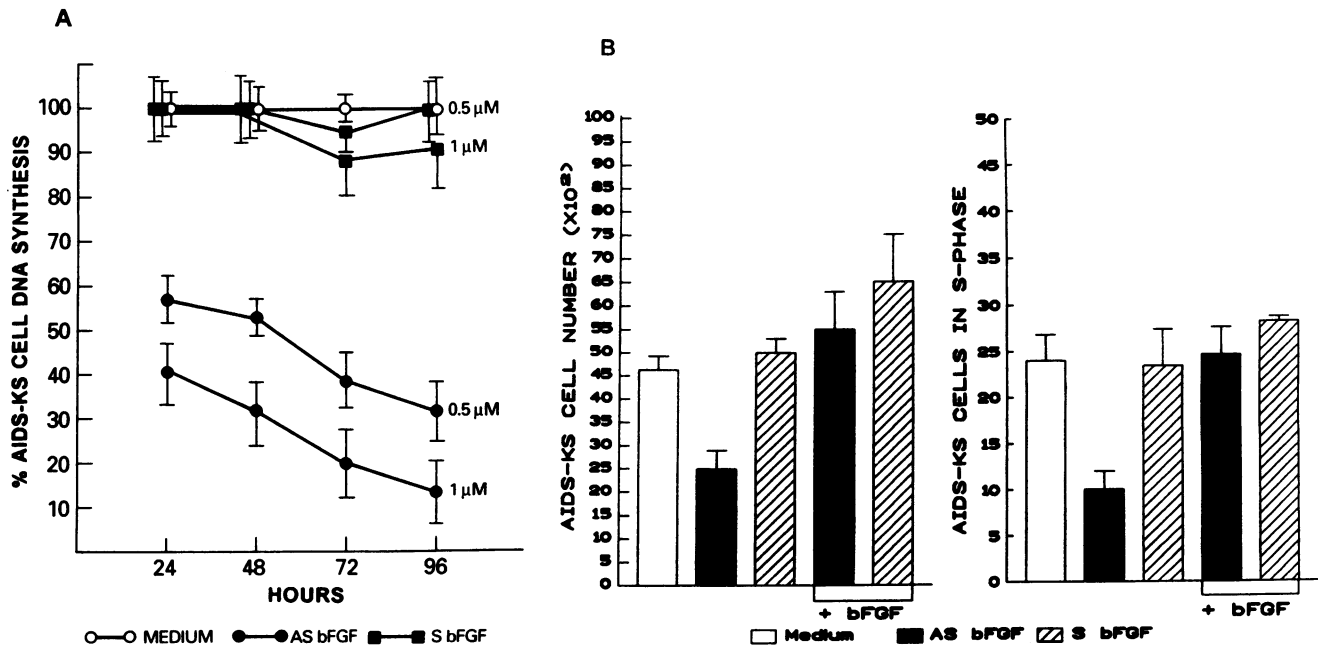 A
% AIDS-KS CELL DNA SYNTHESIS
100
90
80
70
60
50
40
30
20
10
0.5 µM
1 µM
0.5 µM
1 µM
24 48 72 96
HOURS
MEDIUM AS bFGF S bFGF
B
AIDS-KS CELL NUMBER (X10²)
100
95
90
85
80
75
70
65
60
55
50
45
40
35
30
25
20
15
10
5
0
+ bFGF
AIDS-KS CELLS IN S-PHASE
50
45
40
35
30
25
20
15
10
5
0
+ bFGF
Medium AS bFGF S bFGF